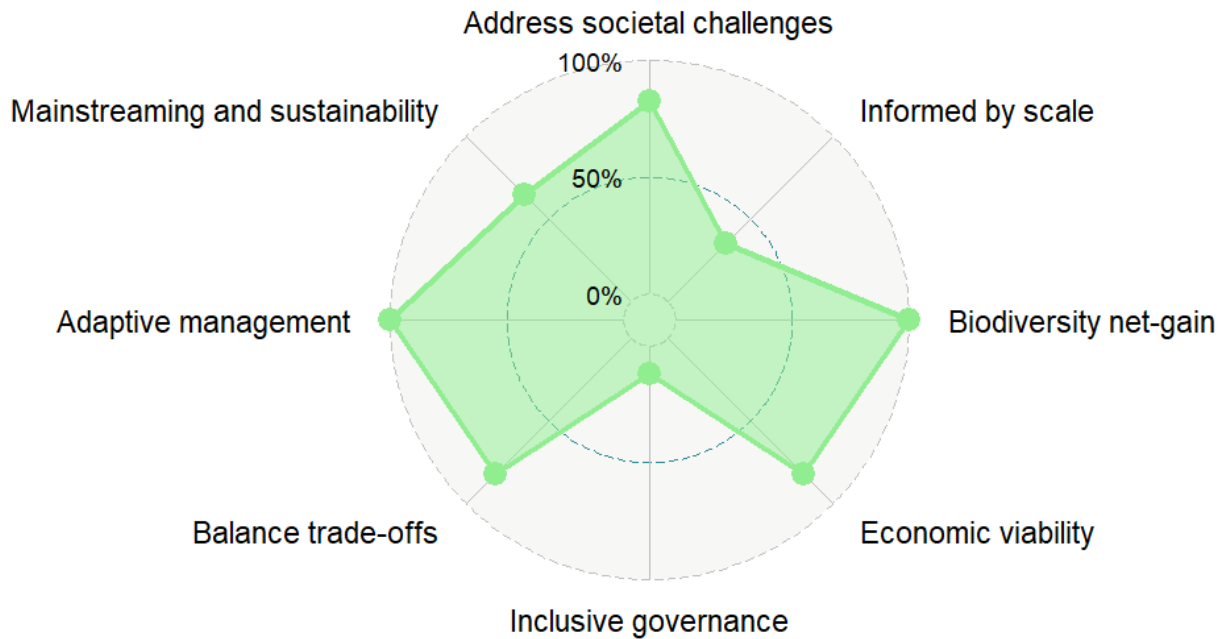 Address societal challenges
100%
Mainstreaming and sustainability
Informed by scale
50%
0%
Adaptive management
Biodiversity net-gain
Balance trade-offs
Economic viability
Inclusive governance